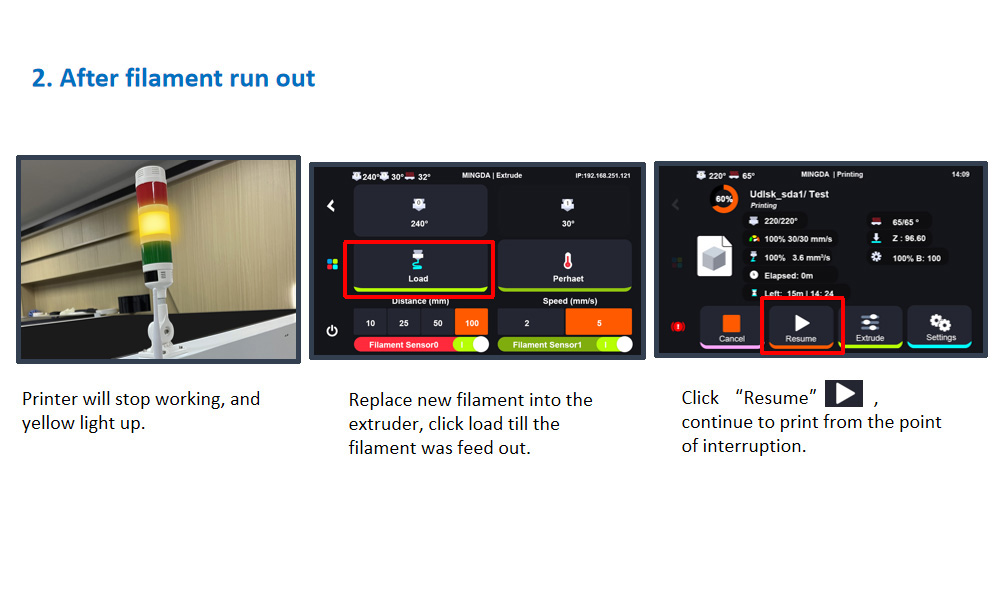 2. After filament run out
240° 30° 32° MINGDA | Extrude IP:192.168.251.121
240° 30°
Load Perhaet
Distance (mm) Speed (mm/s)
10 25 50 100 2 5
Filament Sensor0 Filament Sensor1
220° 65° MINGDA | Printing 14:09
60% Udlsk_sda1/ Test
Printing
220/220° 65/65°
100% 30/30 mm/s Z : 96.60
100% 3.6 mm³/s 100% B: 100
Elapsed: 0m
Left: 15m | 14: 24
Cancel Resume Extrude Settings
Printer will stop working, and
yellow light up.
Replace new filament into the
extruder, click load till the
filament was feed out.
Click “Resume” ,
continue to print from the point
of interruption.